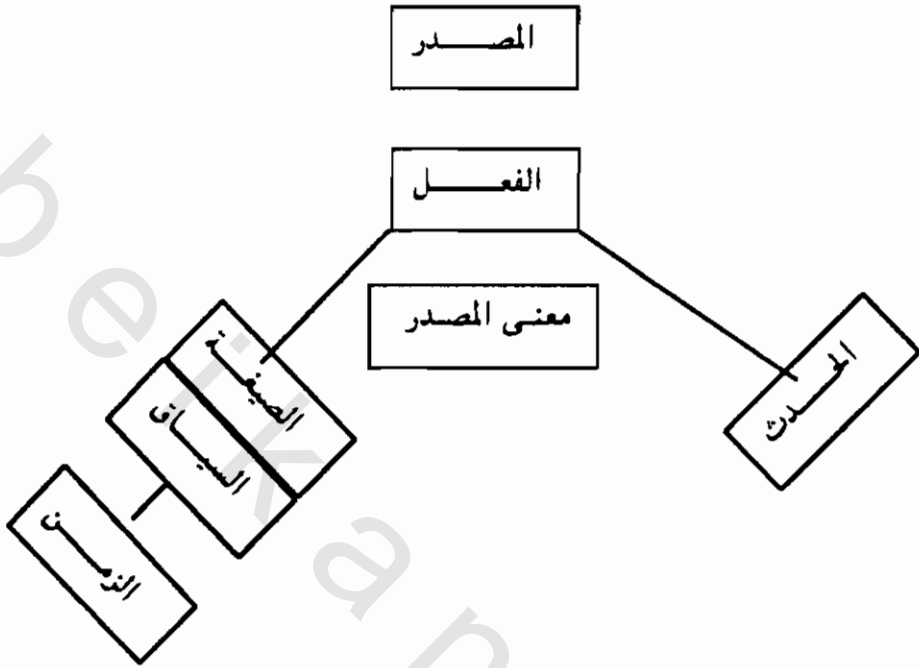 المصدر
الفعل
معنى المصدر
الحدث
الصيغة
السياق
الزمن
b e i k a n